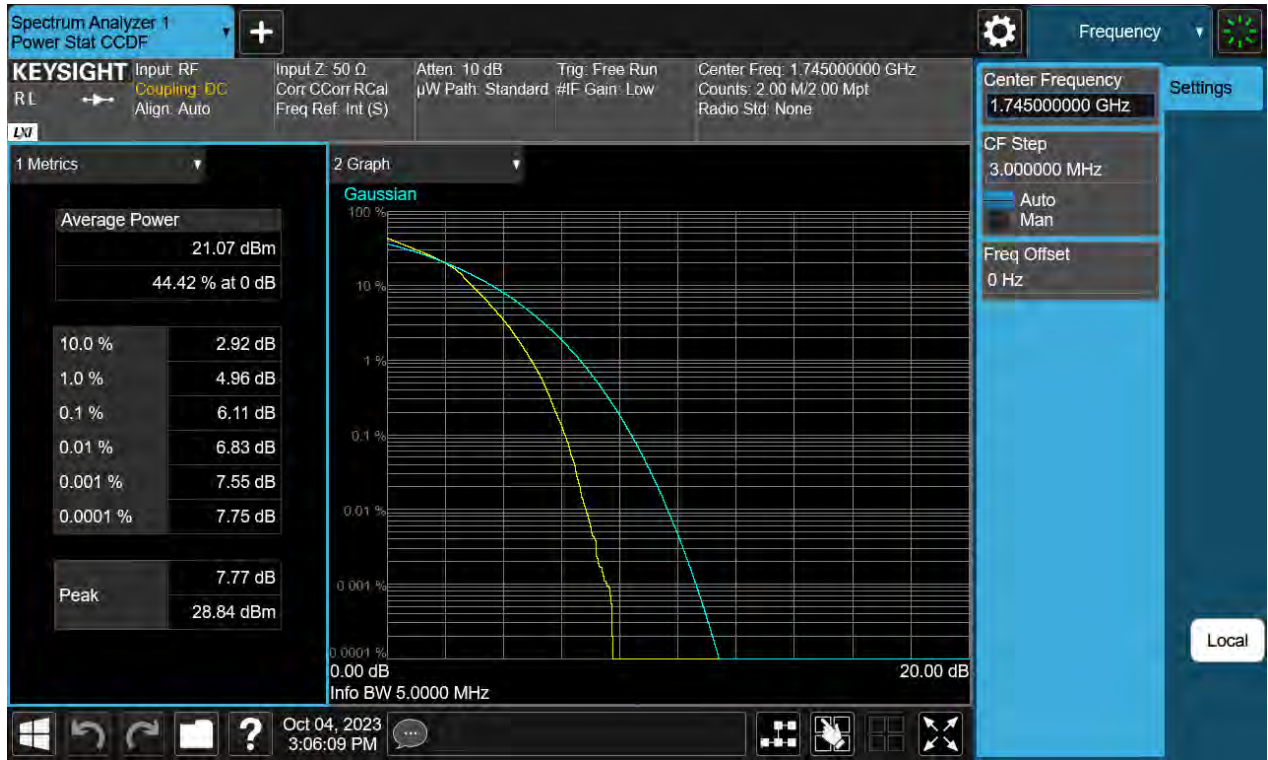 Spectrum Analyzer 1
Power Stat CCDF
+
Frequency
KEYSIGHT
RL
LXI
Input: RF
Coupling: DC
Align: Auto
Input Z: 50 Ω
Corr CCorr RCal
Freq Ref: Int (S)
Atten: 10 dB
µW Path: Standard
Trig: Free Run
#IF Gain: Low
Center Freq: 1.745000000 GHz
Counts: 2.00 M/2.00 Mpt
Radio Std: None
Center Frequency
1.745000000 GHz
Settings
CF Step
3.000000 MHz
Auto
Man
Freq Offset
0 Hz
Local
1 Metrics
Average Power
21.07 dBm
44.42 % at 0 dB
10.0 % 2.92 dB
1.0 % 4.96 dB
0.1 % 6.11 dB
0.01 % 6.83 dB
0.001 % 7.55 dB
0.0001 % 7.75 dB
Peak
7.77 dB
28.84 dBm
2 Graph
Gaussian
100 %
10 %
1 %
0.1 %
0.01 %
0.001 %
0.0001 %
0.00 dB 20.00 dB
Info BW 5.0000 MHz
?
Oct 04, 2023
3:06:09 PM